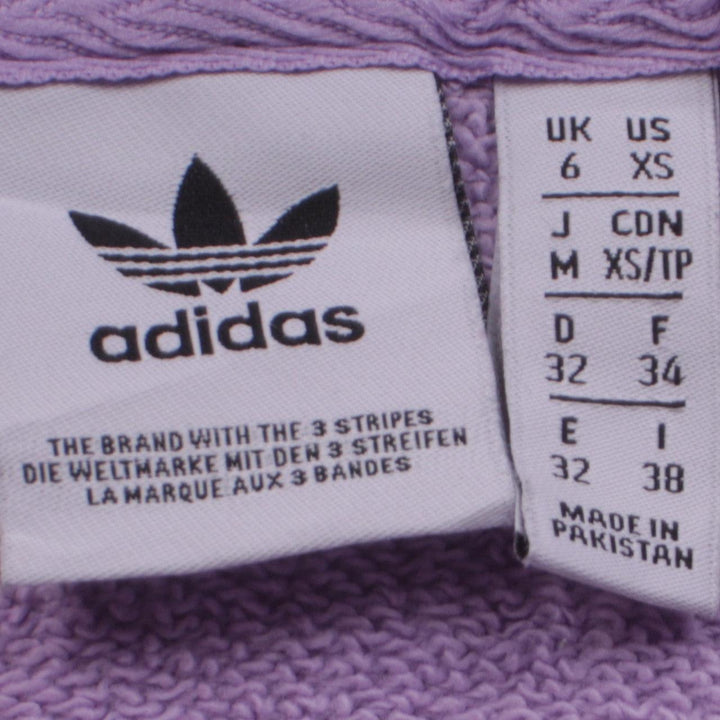 adidas
THE BRAND WITH THE 3 STRIPES
DIE WELTMARKE MIT DEN 3 STREIFEN
LA MARQUE AUX 3 BANDES
UK US
6 XS
J CDN
M XS/TP
D F
32 34
E I
32 38
MADE IN
PAKISTAN